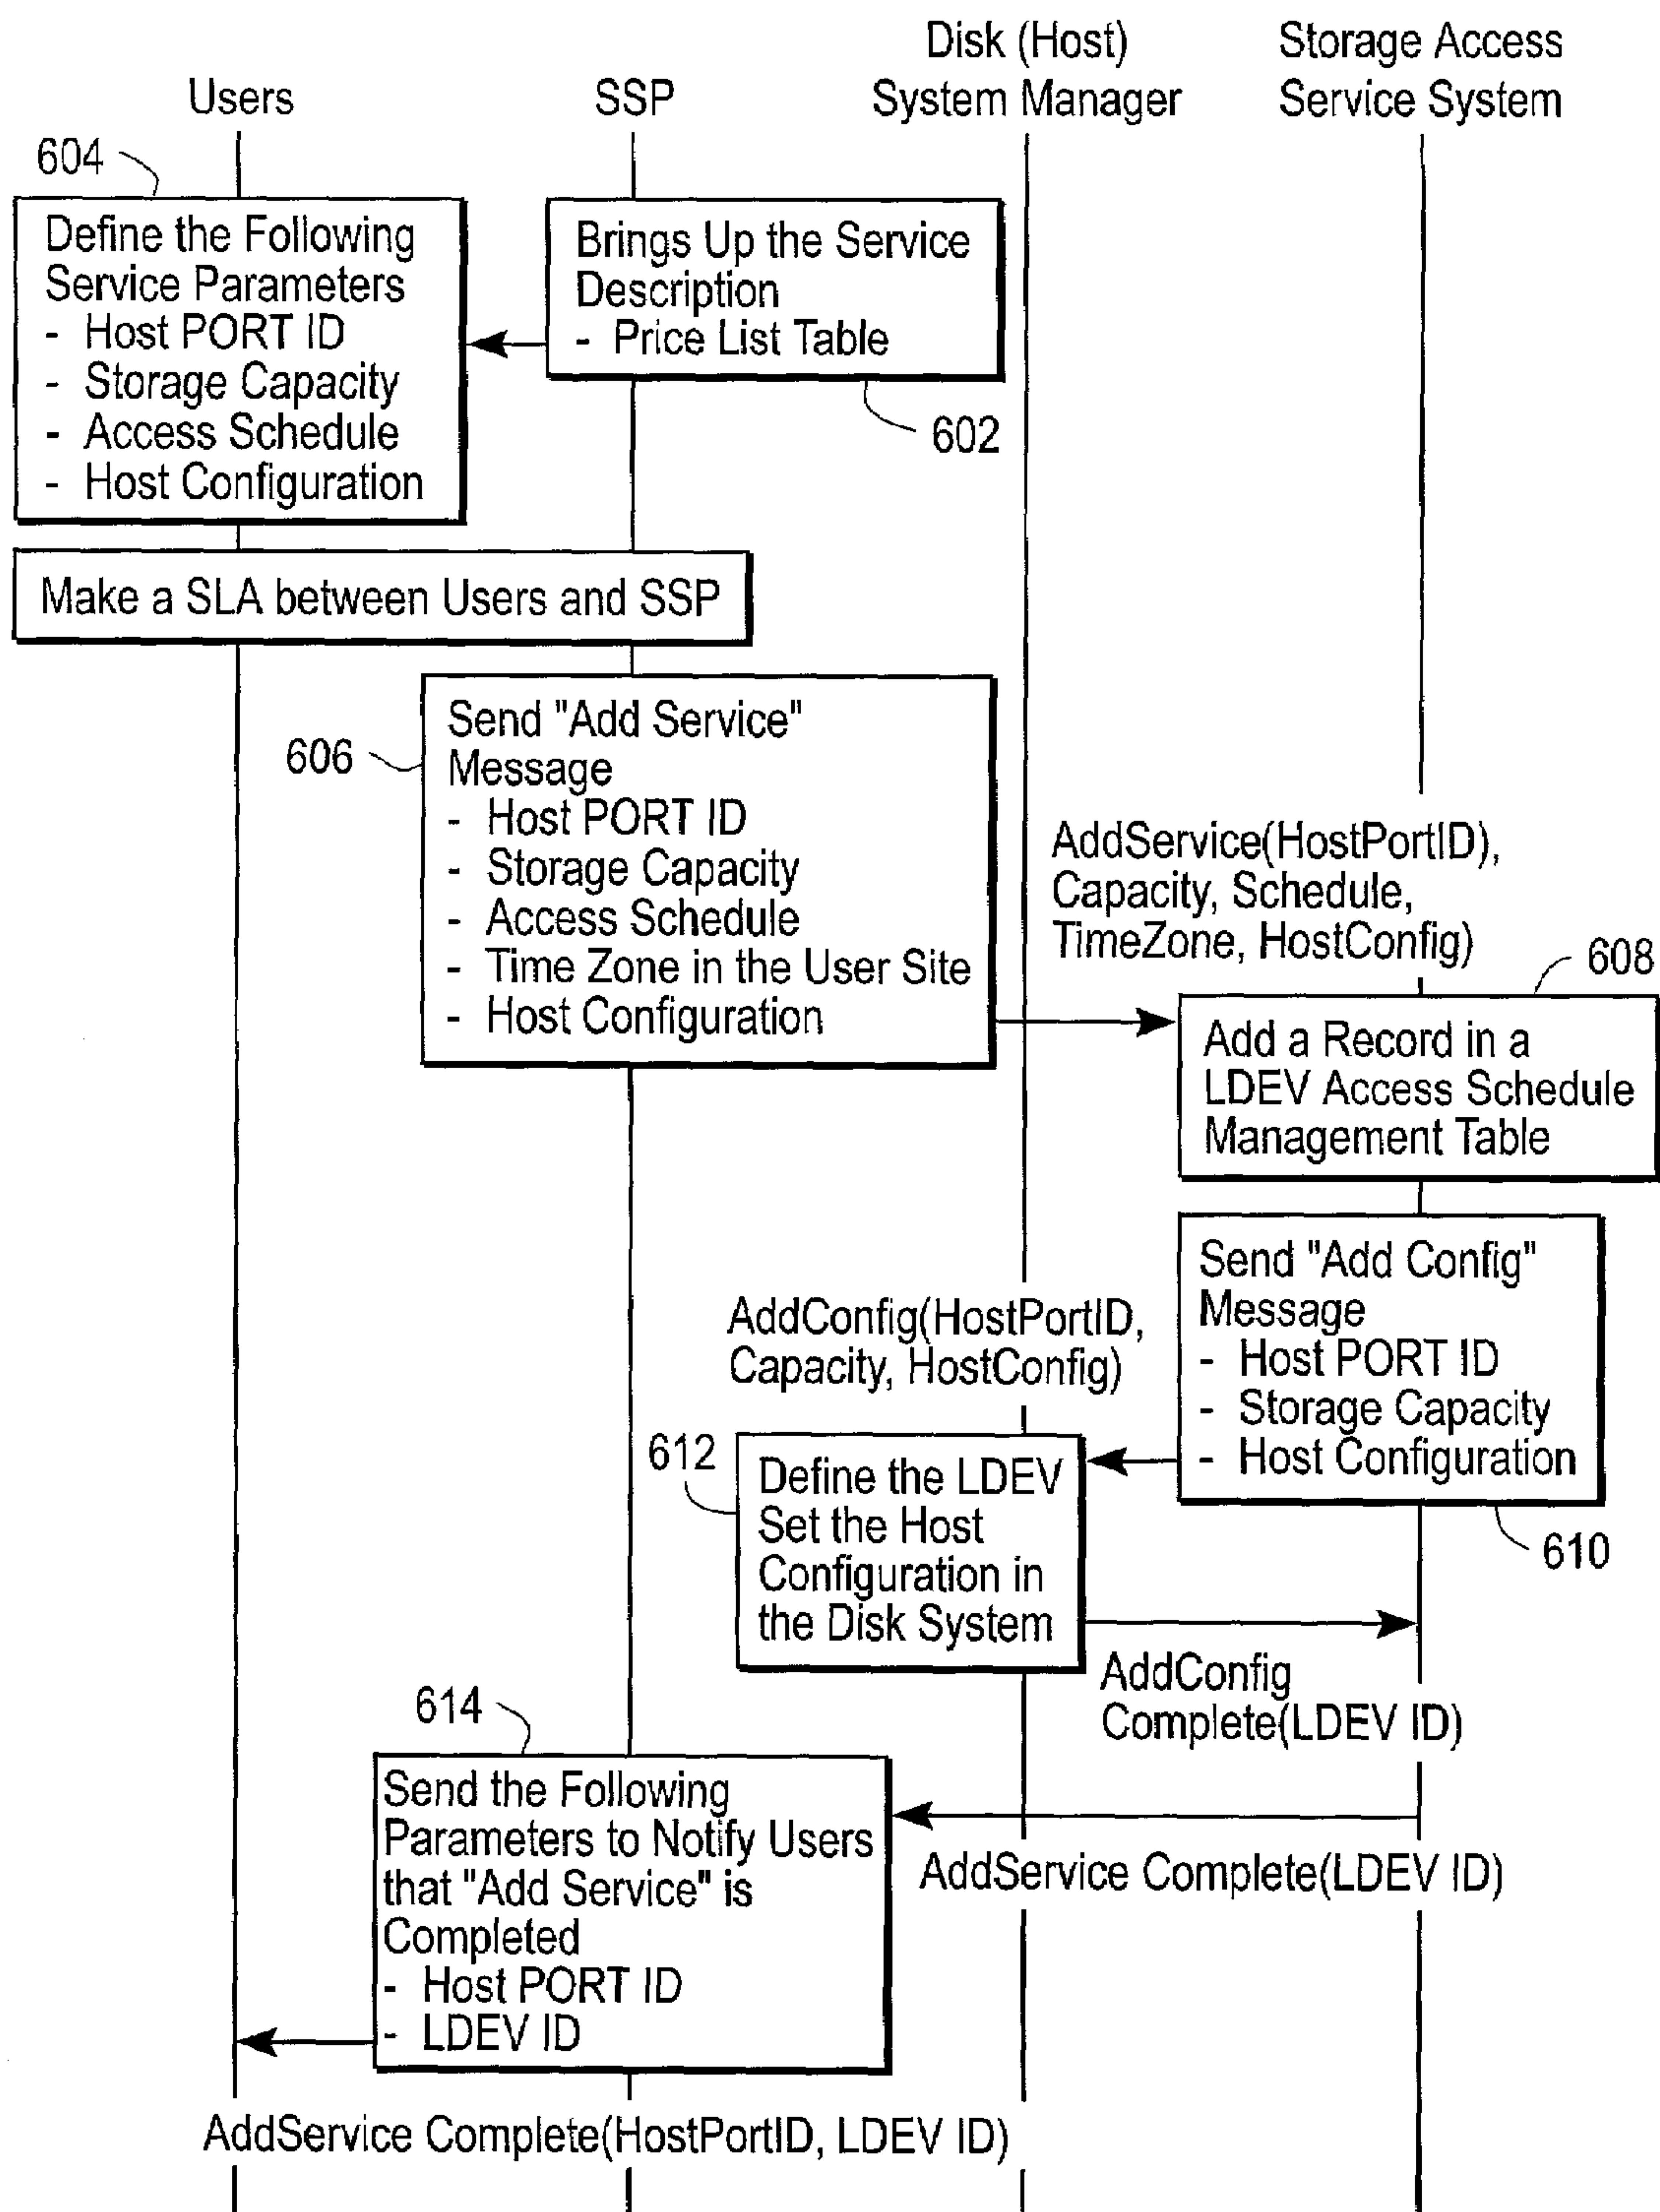 Users
SSP
Disk (Host)
System Manager
Storage Access
Service System
604
Define the Following
Service Parameters
- Host PORT ID
- Storage Capacity
- Access Schedule
- Host Configuration
Brings Up the Service
Description
- Price List Table
602
Make a SLA between Users and SSP
606
Send "Add Service"
Message
- Host PORT ID
- Storage Capacity
- Access Schedule
- Time Zone in the User Site
- Host Configuration
AddService(HostPortID),
Capacity, Schedule,
TimeZone, HostConfig)
608
Add a Record in a
LDEV Access Schedule
Management Table
Send "Add Config"
Message
- Host PORT ID
- Storage Capacity
- Host Configuration
610
AddConfig(HostPortID,
Capacity, HostConfig)
612
Define the LDEV
Set the Host
Configuration in
the Disk System
AddConfig
Complete(LDEV ID)
614
Send the Following
Parameters to Notify Users
that "Add Service" is
Completed
- Host PORT ID
- LDEV ID
AddService Complete(LDEV ID)
AddService Complete(HostPortID, LDEV ID)